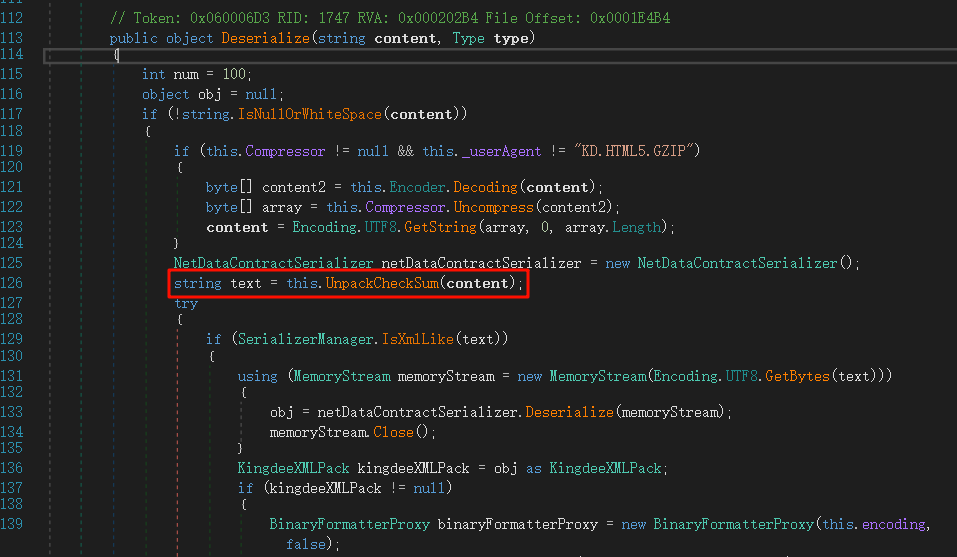 112 // Token: 0x060006D3 RID: 1747 RVA: 0x000202B4 File Offset: 0x0001E4B4
113 public object Deserialize(string content, Type type)
114 {
115 int num = 100;
116 object obj = null;
117 if (!string.IsNullOrWhiteSpace(content))
118 {
119 if (this.Compressor != null && this._userAgent != "KD.HTML5.GZIP")
120 {
121 byte[] content2 = this.Encoder.Decoding(content);
122 byte[] array = this.Compressor.Uncompress(content2);
123 content = Encoding.UTF8.GetString(array, 0, array.Length);
124 }
125 NetDataContractSerializer netDataContractSerializer = new NetDataContractSerializer();
126 string text = this.UnpackCheckSum(content);
127 try
128 {
129 if (SerializerManager.IsXmlLike(text))
130 {
131 using (MemoryStream memoryStream = new MemoryStream(Encoding.UTF8.GetBytes(text)))
132 {
133 obj = netDataContractSerializer.Deserialize(memoryStream);
134 memoryStream.Close();
135 }
136 KingdeeXMLPack kingdeeXMLPack = obj as KingdeeXMLPack;
137 if (kingdeeXMLPack != null)
138 {
139 BinaryFormatterProxy binaryFormatterProxy = new BinaryFormatterProxy(this.encoding,
false);